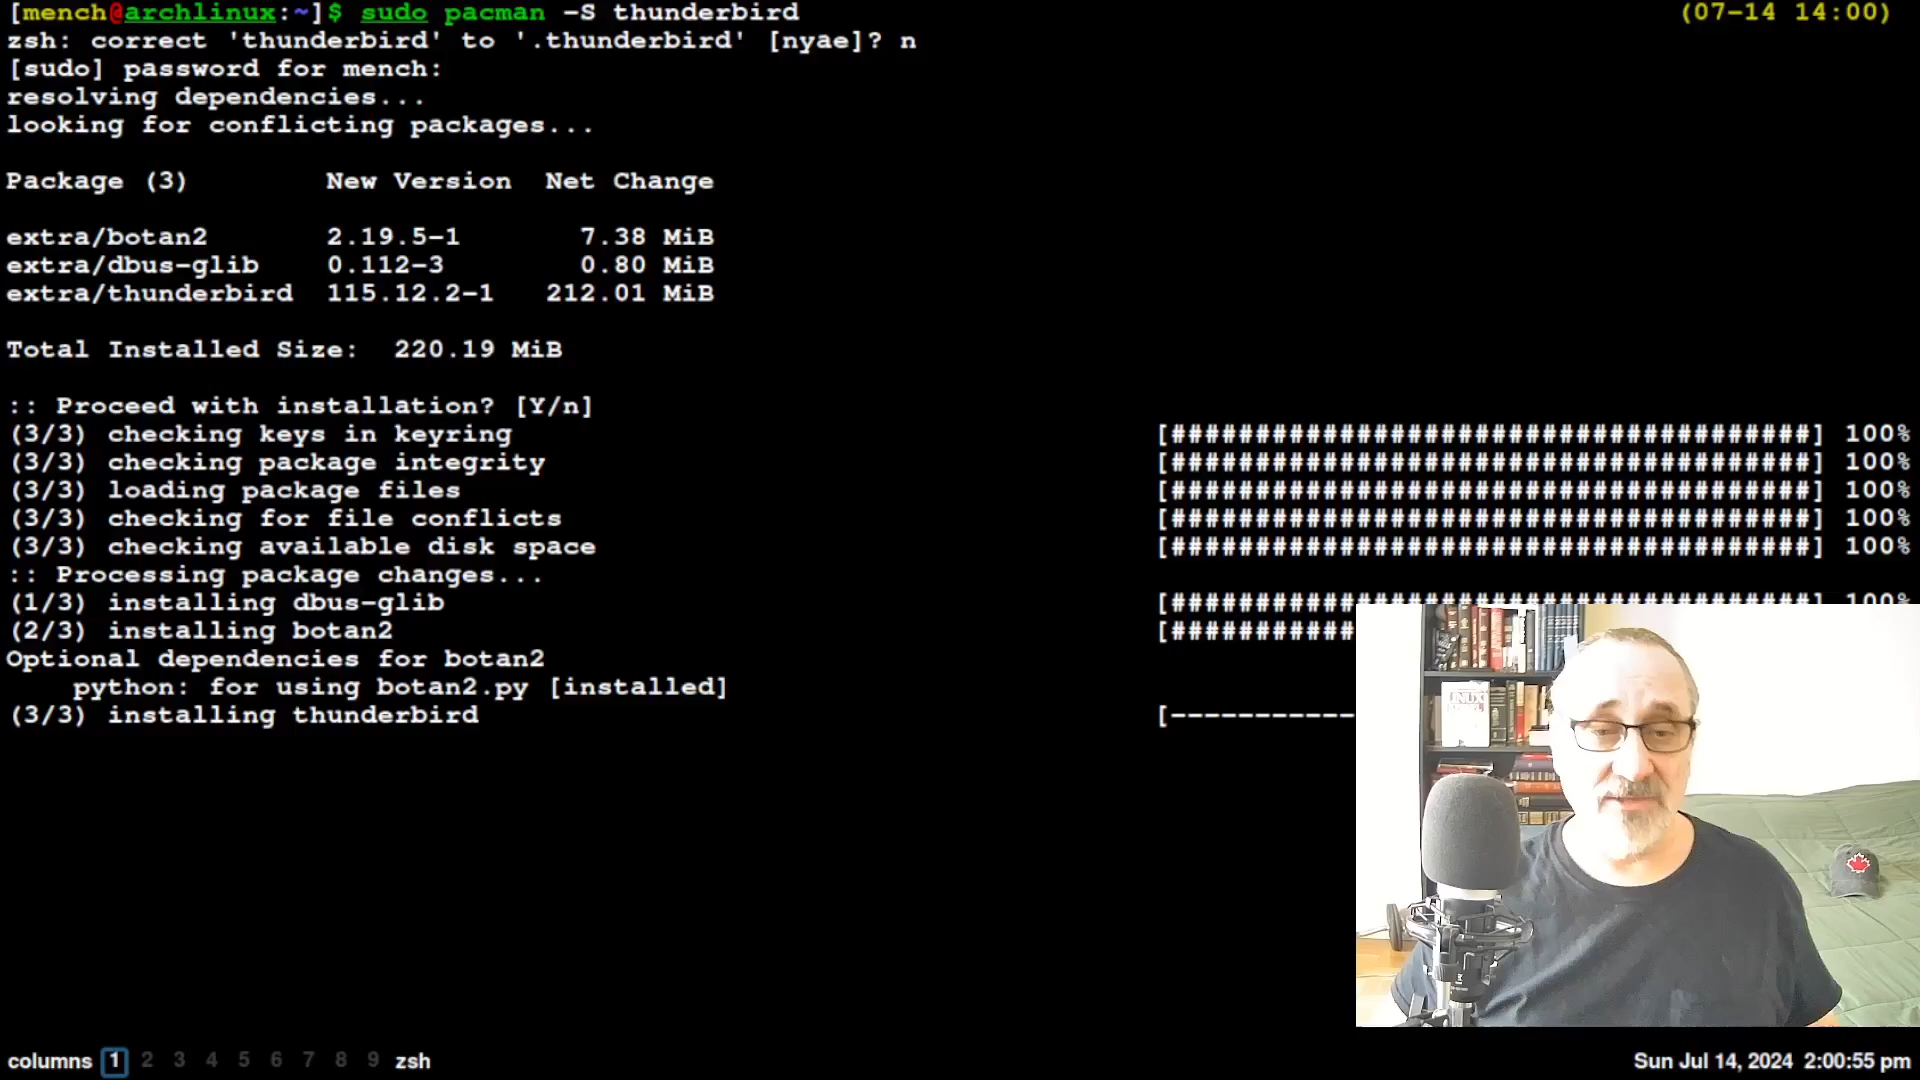 [mench@archlinux:~]$ sudo pacman -S thunderbird (07-14 14:00)
zsh: correct 'thunderbird' to '.thunderbird' [nyae]? n
[sudo] password for mench:
resolving dependencies...
looking for conflicting packages...
Package (3) New Version Net Change
extra/botan2 2.19.5-1 7.38 MiB
extra/dbus-glib 0.112-3 0.80 MiB
extra/thunderbird 115.12.2-1 212.01 MiB
Total Installed Size: 220.19 MiB
:: Proceed with installation? [Y/n]
(3/3) checking keys in keyring [######################################] 100%
(3/3) checking package integrity [######################################] 100%
(3/3) loading package files [######################################] 100%
(3/3) checking for file conflicts [######################################] 100%
(3/3) checking available disk space [######################################] 100%
:: Processing package changes...
(1/3) installing dbus-glib [######################################] 100%
(2/3) installing botan2 [###########
Optional dependencies for botan2
python: for using botan2.py [installed]
(3/3) installing thunderbird [-----------
LINUX
columns 1 2 3 4 5 6 7 8 9 zsh Sun Jul 14, 2024 2:00:55 pm